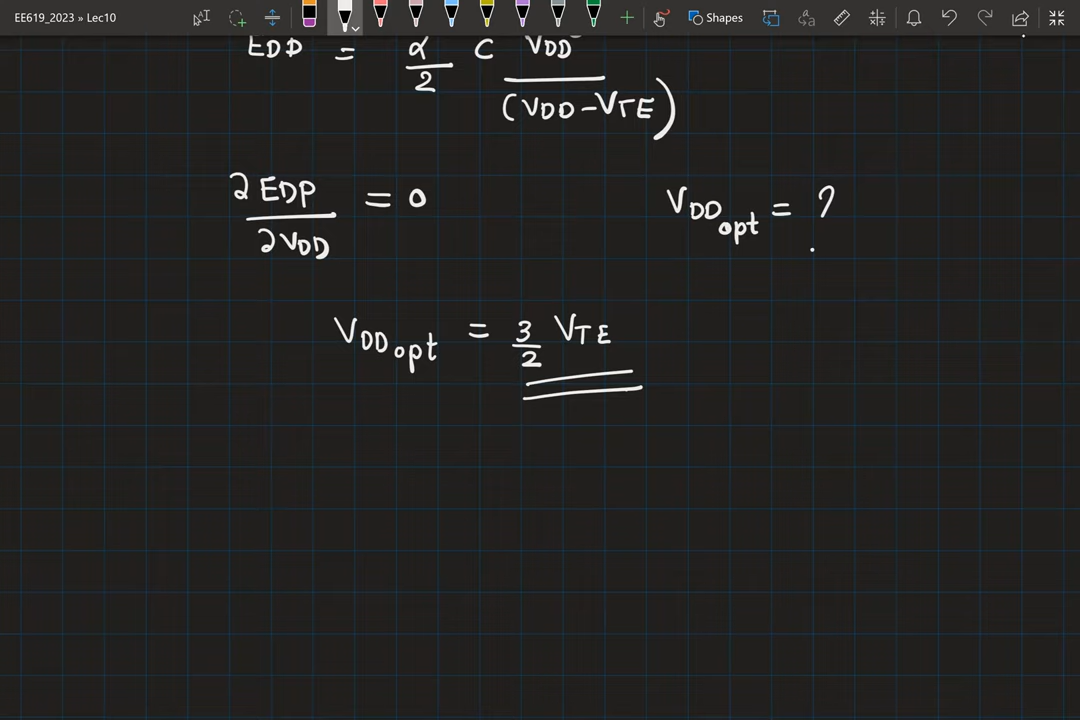 EE619_2023 » Lec10
Shapes
EDP = α/2 C VDD / (VDD - VTE)
∂EDP/∂VDD = 0
VDDopt = ?
VDDopt = 3/2 VTE